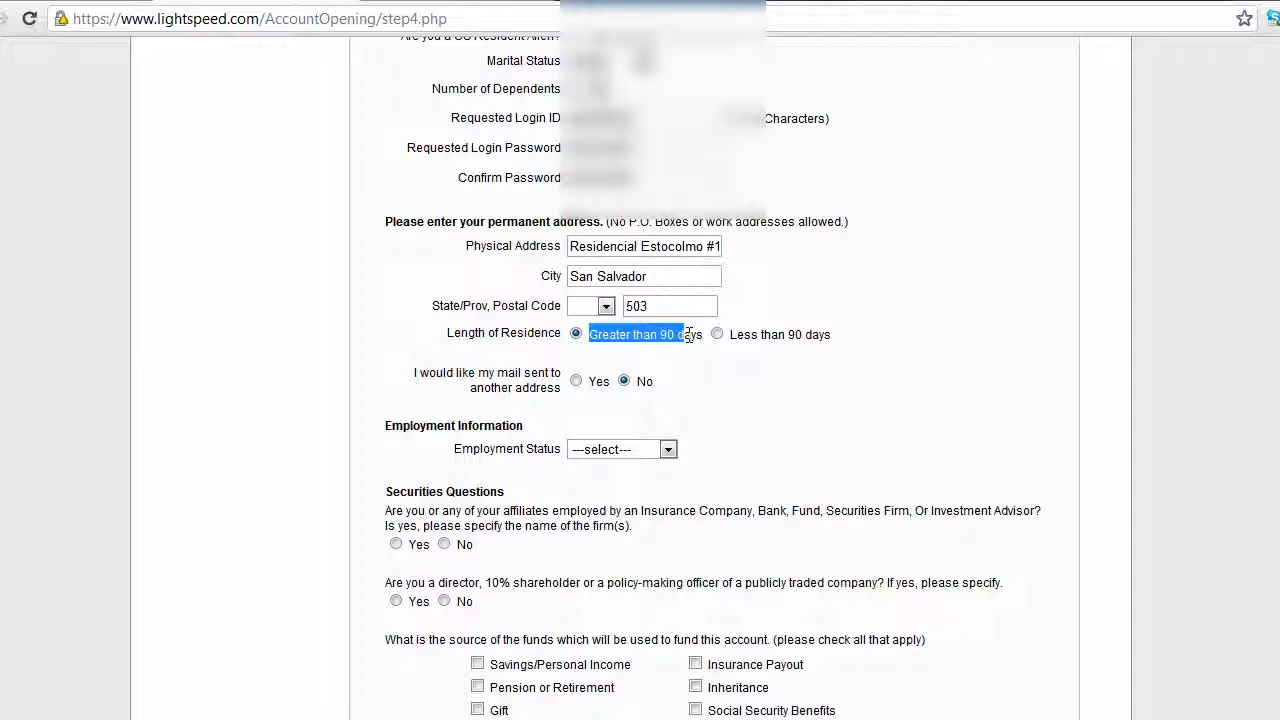 https://www.lightspeed.com/AccountOpening/step4.php
Are you a US Resident Alien?
Marital Status
Number of Dependents
Requested Login ID Characters)
Requested Login Password
Confirm Password
Please enter your permanent address. (No P.O. Boxes or work addresses allowed.)
Physical Address Residencial Estocolmo #1
City San Salvador
State/Prov, Postal Code 503
Length of Residence Greater than 90 days Less than 90 days
I would like my mail sent to
another address Yes No
Employment Information
Employment Status ---select---
Securities Questions
Are you or any of your affiliates employed by an Insurance Company, Bank, Fund, Securities Firm, Or Investment Advisor?
Is yes, please specify the name of the firm(s).
Yes No
Are you a director, 10% shareholder or a policy-making officer of a publicly traded company? If yes, please specify.
Yes No
What is the source of the funds which will be used to fund this account. (please check all that apply)
Savings/Personal Income Insurance Payout
Pension or Retirement Inheritance
Gift Social Security Benefits